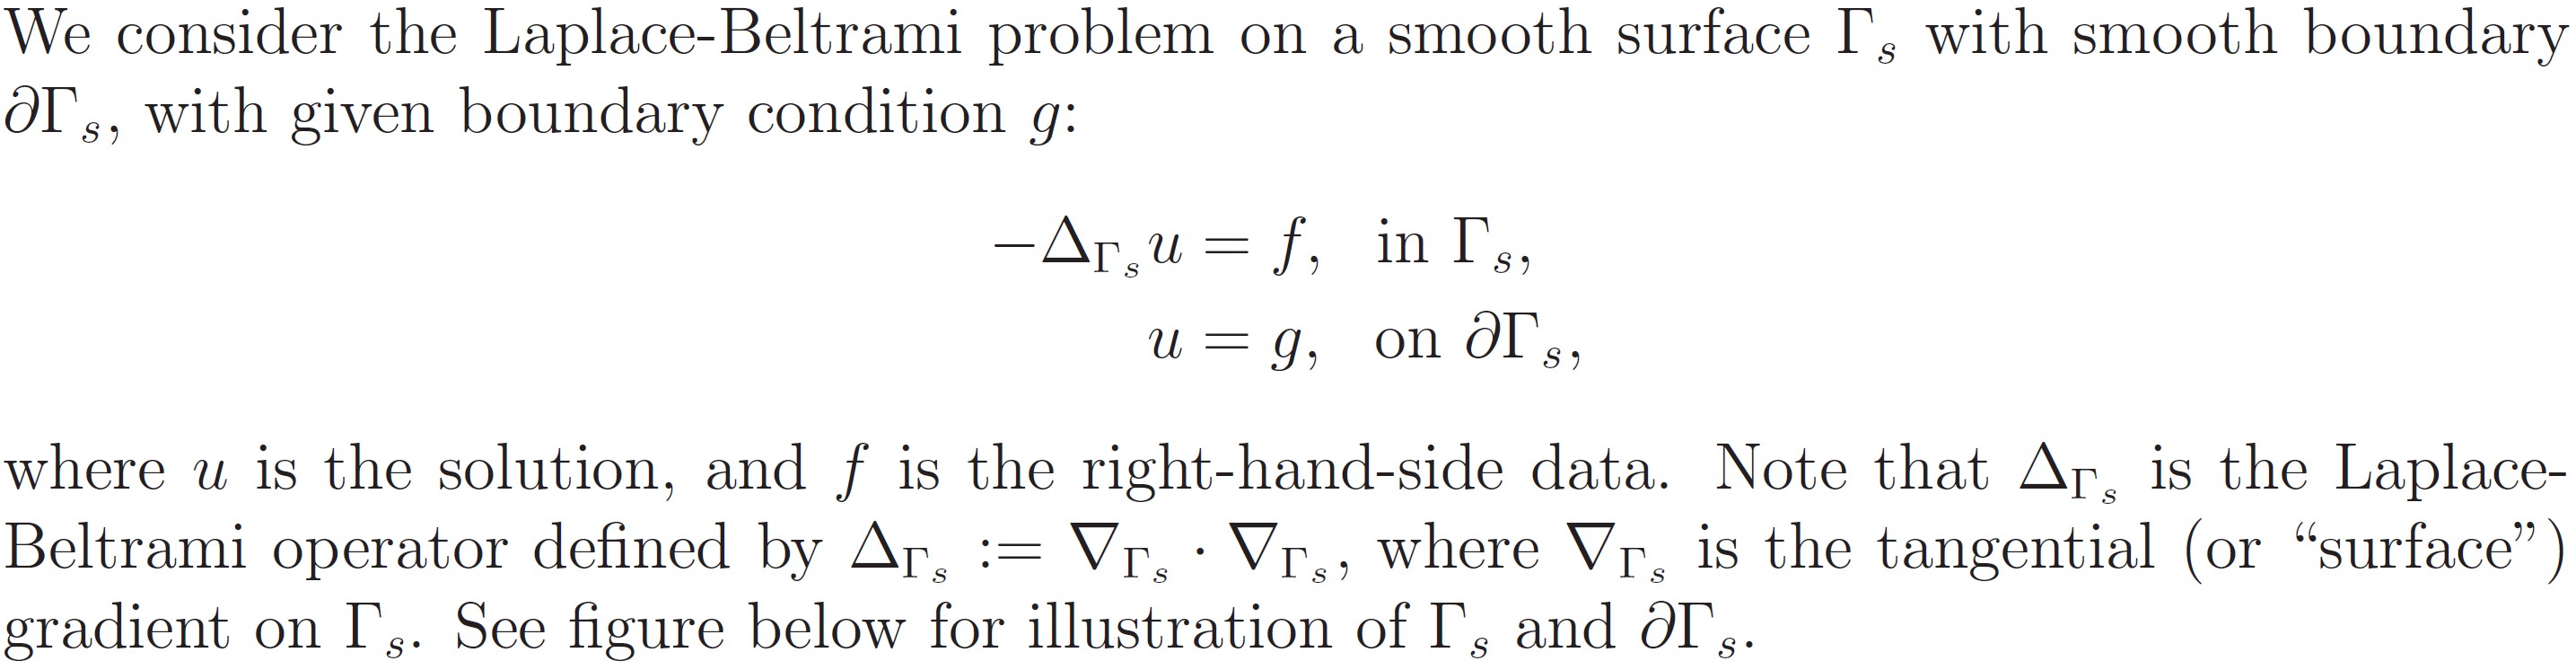 We consider the Laplace-Beltrami problem on a smooth surface Γ_s with smooth boundary
∂Γ_s, with given boundary condition g:
−Δ_{Γ_s} u = f, in Γ_s,
u = g, on ∂Γ_s,
where u is the solution, and f is the right-hand-side data. Note that Δ_{Γ_s} is the Laplace-
Beltrami operator defined by Δ_{Γ_s} := ∇_{Γ_s} · ∇_{Γ_s}, where ∇_{Γ_s} is the tangential (or “surface”)
gradient on Γ_s. See figure below for illustration of Γ_s and ∂Γ_s.